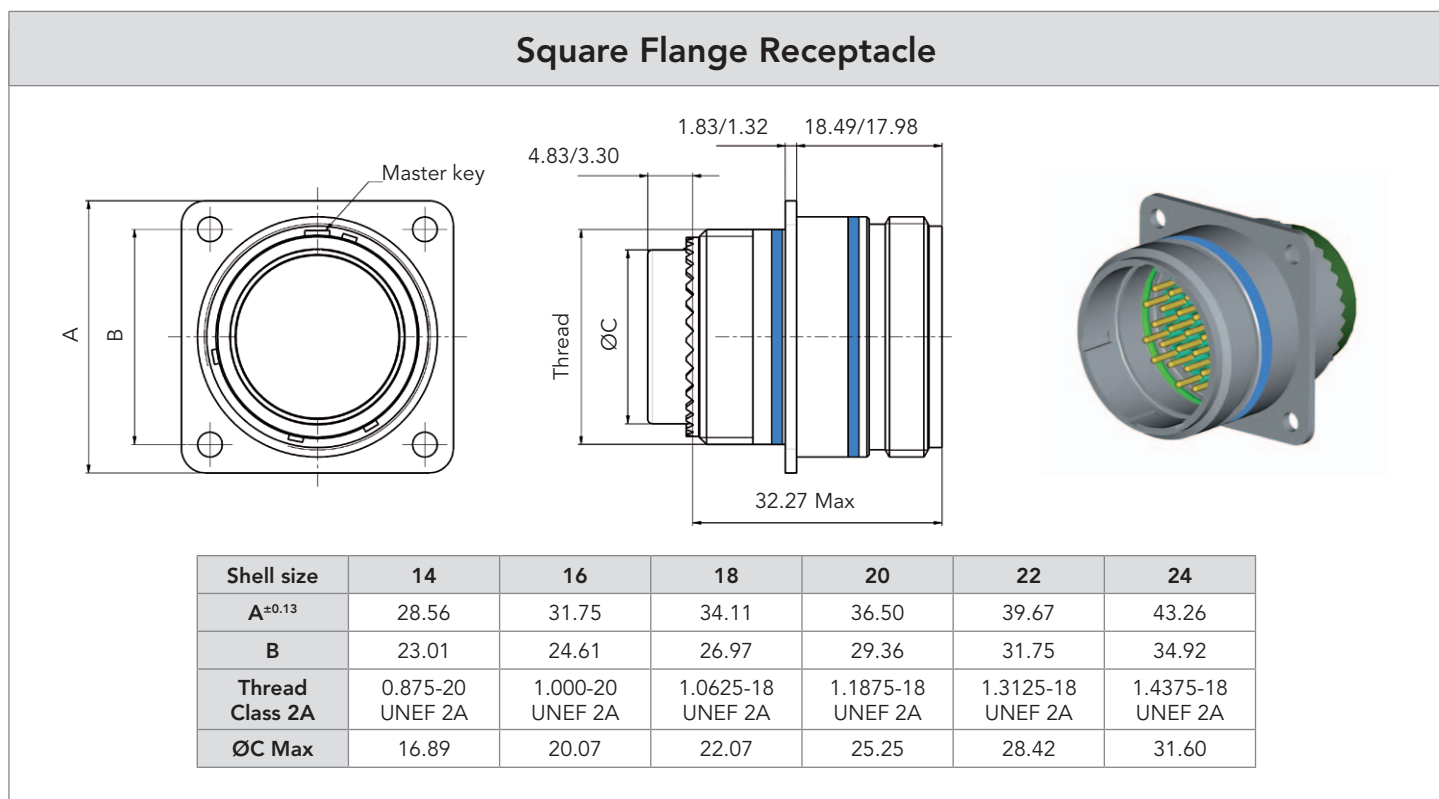 Square Flange Receptacle
1.83/1.32 18.49/17.98
4.83/3.30
Master key
A
B
Thread
ØC
32.27 Max
Shell size 14 16 18 20 22 24
A±0.13 28.56 31.75 34.11 36.50 39.67 43.26
B 23.01 24.61 26.97 29.36 31.75 34.92
Thread 0.875-20 1.000-20 1.0625-18 1.1875-18 1.3125-18 1.4375-18
Class 2A UNEF 2A UNEF 2A UNEF 2A UNEF 2A UNEF 2A UNEF 2A
ØC Max 16.89 20.07 22.07 25.25 28.42 31.60